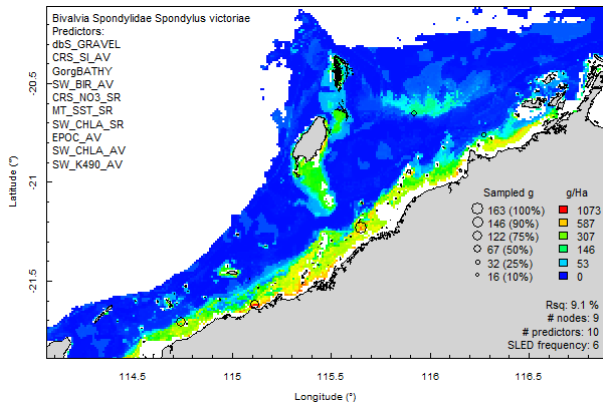 Bivalvia Spondylidae Spondylus victoriae
Predictors:
dbS_GRAVEL
CRS_SI_AV
GorgBATHY
SW_BIR_AV
CRS_NO3_SR
MT_SST_SR
SW_CHLA_SR
EPOC_AV
SW_CHLA_AV
SW_K490_AV
Latitude (°)
-20.5
-21
-21.5
Sampled g
163 (100%)
146 (90%)
122 (75%)
67 (50%)
32 (25%)
16 (10%)
g/Ha
1073
587
307
146
53
0
Rsq: 9.1 %
# nodes: 9
# predictors: 10
SLED frequency: 6
114.5
115
115.5
116
116.5
Longitude (°)